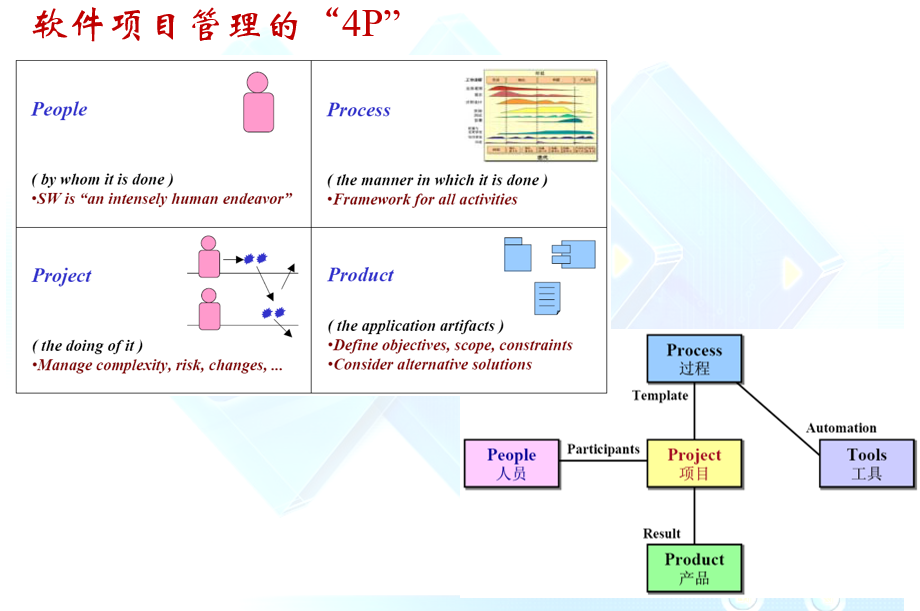 软件项目管理的“4P”
People
( by whom it is done )
•SW is “an intensely human endeavor”
Process
( the manner in which it is done )
•Framework for all activities
Project
( the doing of it )
•Manage complexity, risk, changes, ...
Product
( the application artifacts )
•Define objectives, scope, constraints
•Consider alternative solutions
Process
过程
Template
Automation
People
人员
Participants
Project
项目
Tools
工具
Result
Product
产品